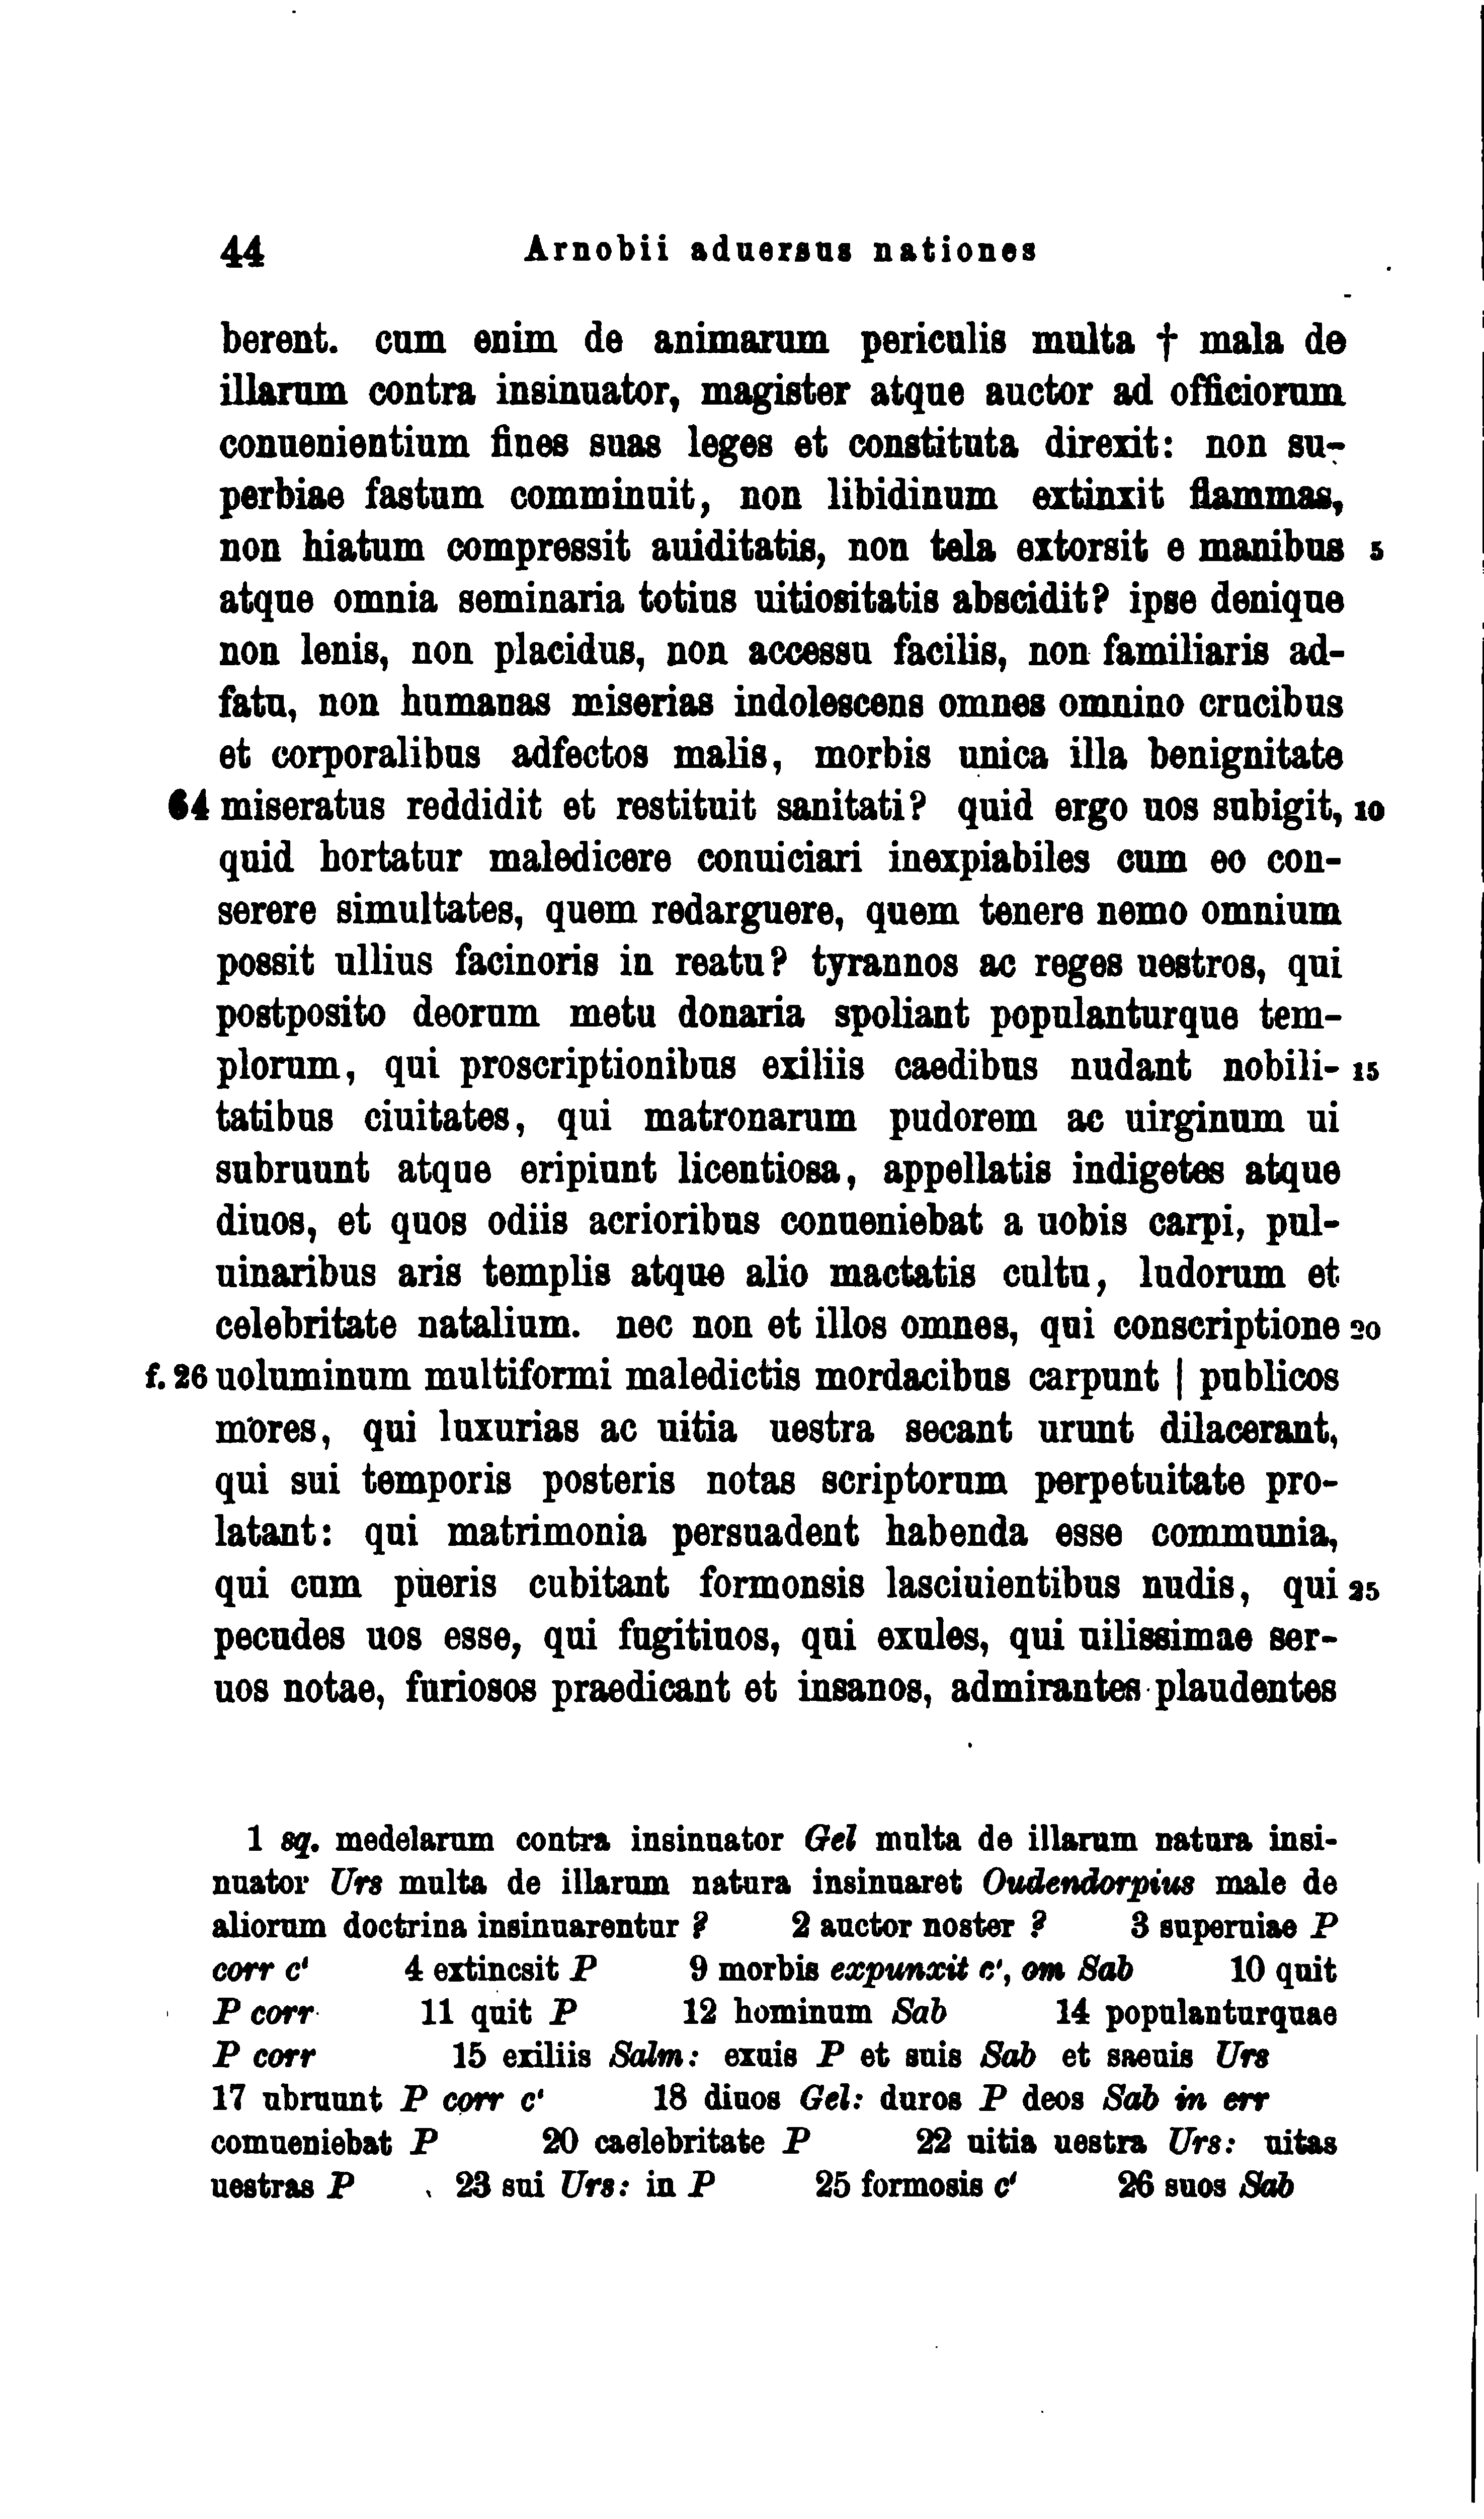 44 Arnobii aduersus nationes
berent. cum enim de animarum periculis multa † mala de
illarum contra insinuator, magister atque auctor ad officiorum
conuenientium fines suas leges et constituta direxit: non su-
perbiae fastum comminuit, non libidinum extinxit flammas,
non hiatum compressit auiditatis, non tela extorsit e manibus 5
atque omnia seminaria totius uitiositatis abscidit? ipse denique
non lenis, non placidus, non accessu facilis, non familiaris ad-
fatu, non humanas miserias indolescens omnes omnino crucibus
et corporalibus adfectos malis, morbis unica illa benignitate
64 miseratus reddidit et restituit sanitati? quid ergo uos subigit, 10
quid hortatur maledicere conuiciari inexpiabiles cum eo con-
serere simultates, quem redarguere, quem tenere nemo omnium
possit ullius facinoris in reatu? tyrannos ac reges uestros, qui
postposito deorum metu donaria spoliant populanturque tem-
plorum, qui proscriptionibus exiliis caedibus nudant nobili- 15
tatibus ciuitates, qui matronarum pudorem ac uirginum ui
subruunt atque eripiunt licentiosa, appellatis indigetes atque
diuos, et quos odiis acrioribus conueniebat a uobis carpi, pul-
uinaribus aris templis atque alio mactatis cultu, ludorum et
celebritate natalium. nec non et illos omnes, qui conscriptione 20
f. 26 uoluminum multiformi maledictis mordacibus carpunt | publicos
mores, qui luxurias ac uitia uestra secant urunt dilacerant,
qui sui temporis posteris notas scriptorum perpetuitate pro-
latant: qui matrimonia persuadent habenda esse communia,
qui cum pueris cubitant formonsis lasciuientibus nudis, qui 25
pecudes uos esse, qui fugitiuos, qui exules, qui uilissimae ser-
uos notae, furiosos praedicant et insanos, admirantes plaudentes
1 sq. medelarum contra insinuator Gel multa de illarum natura insi-
nuator Urs multa de illarum natura insinuaret Oudendorpius male de
aliorum doctrina insinuarentur ? 2 auctor noster ? 3 superuiae P
corr c' 4 extincsit P 9 morbis expunxit c', om Sab 10 quit
P corr 11 quit P 12 hominum Sab 14 populanturquae
P corr 15 exiliis Salm: exuis P et suis Sab et saeuis Urs
17 ubruunt P corr c' 18 diuos Gel: duros P deos Sab in err
comueniebat P 20 caelebritate P 22 uitia uestra Urs: uitas
uestras P 23 sui Urs: in P 25 formosis c' 26 suos Sab